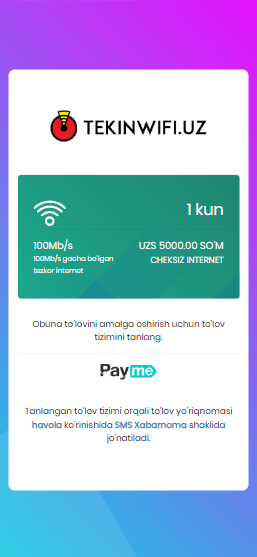 TEKINWIFI.UZ
1 kun
100Mb/s
UZS 5000.00 SO'M
100Mb/s gacha bo'lgan
CHEKSIZ INTERNET
tezkor internet
Obuna to'lovini amalga oshirish uchun to'lov
tizimini tanlang.
Payme
Tanlangan to'lov tizimi orqali to'lov yo'riqnomasi
havola ko'rinishida SMS Xabarnoma shaklida
jo'natiladi.